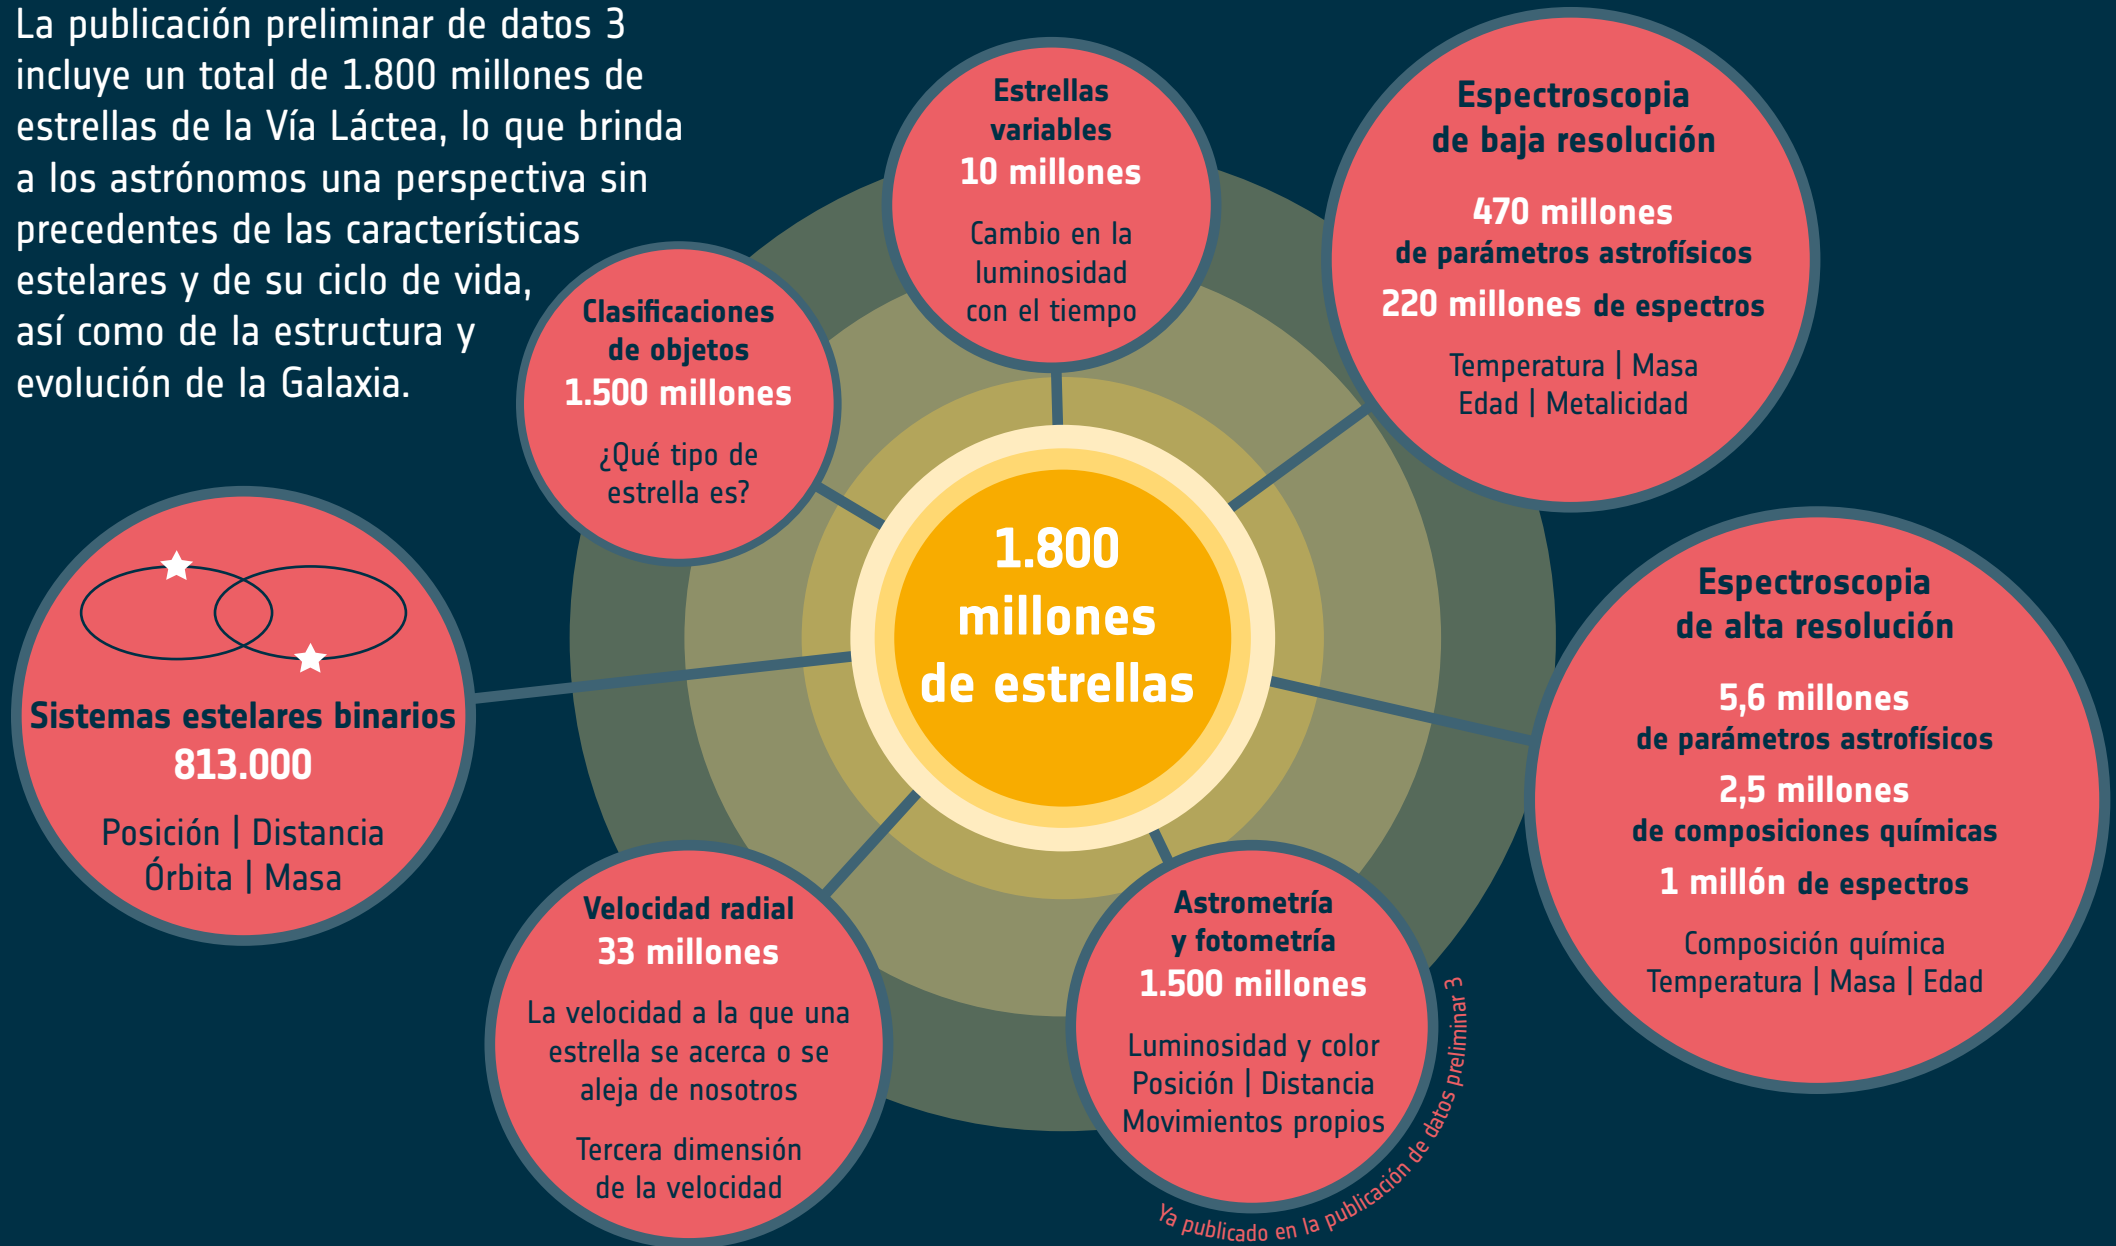 La publicación preliminar de datos 3
incluye un total de 1.800 millones de
estrellas de la Vía Láctea, lo que brinda
a los astrónomos una perspectiva sin
precedentes de las características
estelares y de su ciclo de vida,
así como de la estructura y
evolución de la Galaxia.
Estrellas
variables
10 millones
Cambio en la
luminosidad
con el tiempo
Espectroscopia
de baja resolución
470 millones
de parámetros astrofísicos
220 millones de espectros
Temperatura | Masa
Edad | Metalicidad
Clasificaciones
de objetos
1.500 millones
¿Qué tipo de
estrella es?
1.800
millones
de estrellas
Sistemas estelares binarios
813.000
Posición | Distancia
Órbita | Masa
Espectroscopia
de alta resolución
5,6 millones
de parámetros astrofísicos
2,5 millones
de composiciones químicas
1 millón de espectros
Composición química
Temperatura | Masa | Edad
Velocidad radial
33 millones
La velocidad a la que una
estrella se acerca o se
aleja de nosotros
Tercera dimensión
de la velocidad
Astrometría
y fotometría
1.500 millones
Luminosidad y color
Posición | Distancia
Movimientos propios
Ya publicado en la publicación de datos preliminar 3